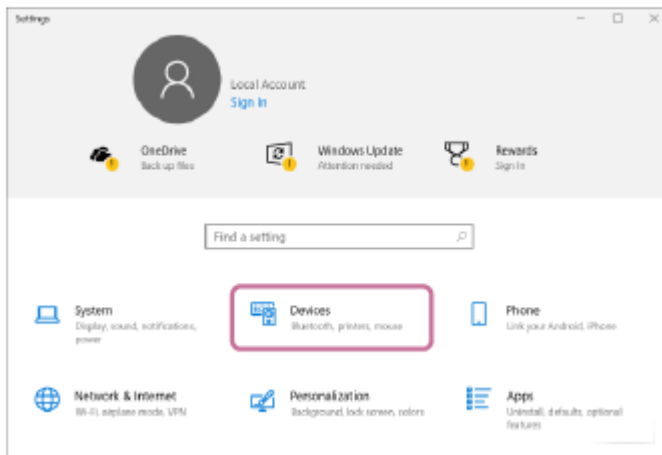 Settings
Local Account
Sign In
OneDrive
Back up files
Windows Update
Attention needed
Rewards
Sign In
Find a setting
System
Display, sound, notifications,
power
Devices
Bluetooth, printers, mouse
Phone
Link your Android, iPhone
Network & Internet
Wi-Fi, airplane mode, VPN
Personalization
Background, lock screen, colors
Apps
Uninstall, defaults, optional
features